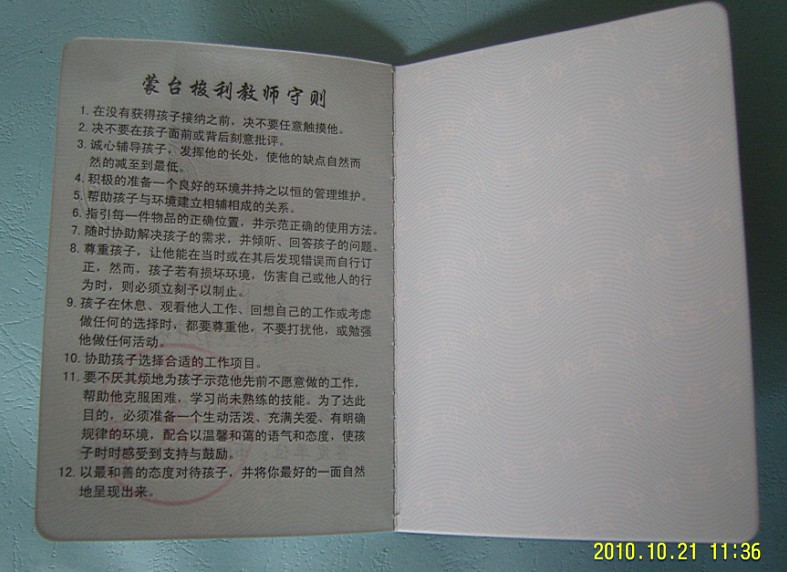 蒙台梭利教师守则
1. 在没有获得孩子接纳之前，决不要任意触摸他。
2. 决不要在孩子面前或背后刻意批评。
3. 诚心辅导孩子，发挥他的长处，使他的缺点自然而
然的减至到最低。
4. 积极的准备一个良好的环境并持之以恒的管理维护。
5. 帮助孩子与环境建立相辅相成的关系。
6. 指引每一件物品的正确位置，并示范正确的使用方法。
7. 随时协助解决孩子的需求，并倾听、回答孩子的问题。
8. 尊重孩子，让他能在当时或在其后发现错误而自行订
正，然而，孩子若有损坏环境，伤害自己或他人的行
为时，则必须立刻予以制止。
9. 孩子在休息、观看他人工作、回想自己的工作或考虑
做任何的选择时，都要尊重他，不要打扰他，或勉强
他做任何活动。
10. 协助孩子选择合适的工作项目。
11. 要不厌其烦地为孩子示范他先前不愿意做的工作，
帮助他克服困难，学习尚未熟练的技能。为了达此
目的，必须准备一个生动活泼、充满关爱、有明确
规律的环境，配合以温馨和蔼的语气和态度，使孩
子时时感受到支持与鼓励。
12. 以最和善的态度对待孩子，并将你最好的一面自然
地呈现出来。
2010.10.21 11:36